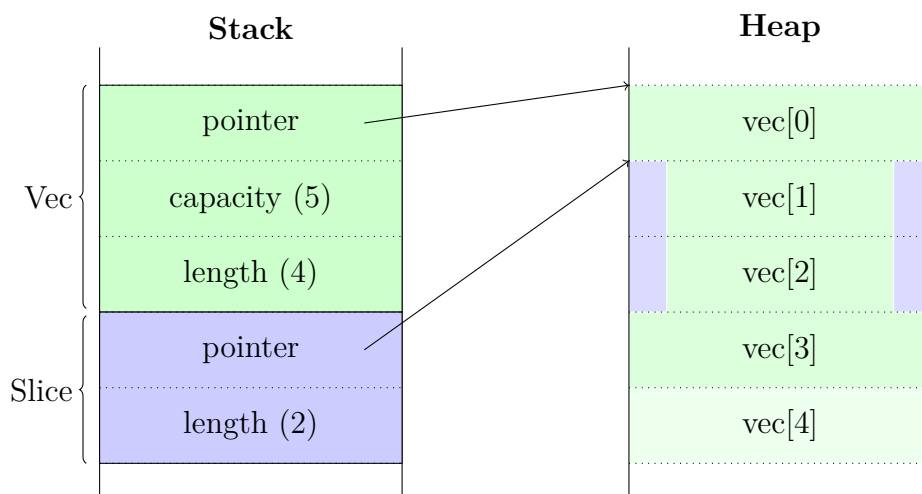 Stack
Heap
Vec
pointer
capacity (5)
length (4)
Slice
pointer
length (2)
vec[0]
vec[1]
vec[2]
vec[3]
vec[4]